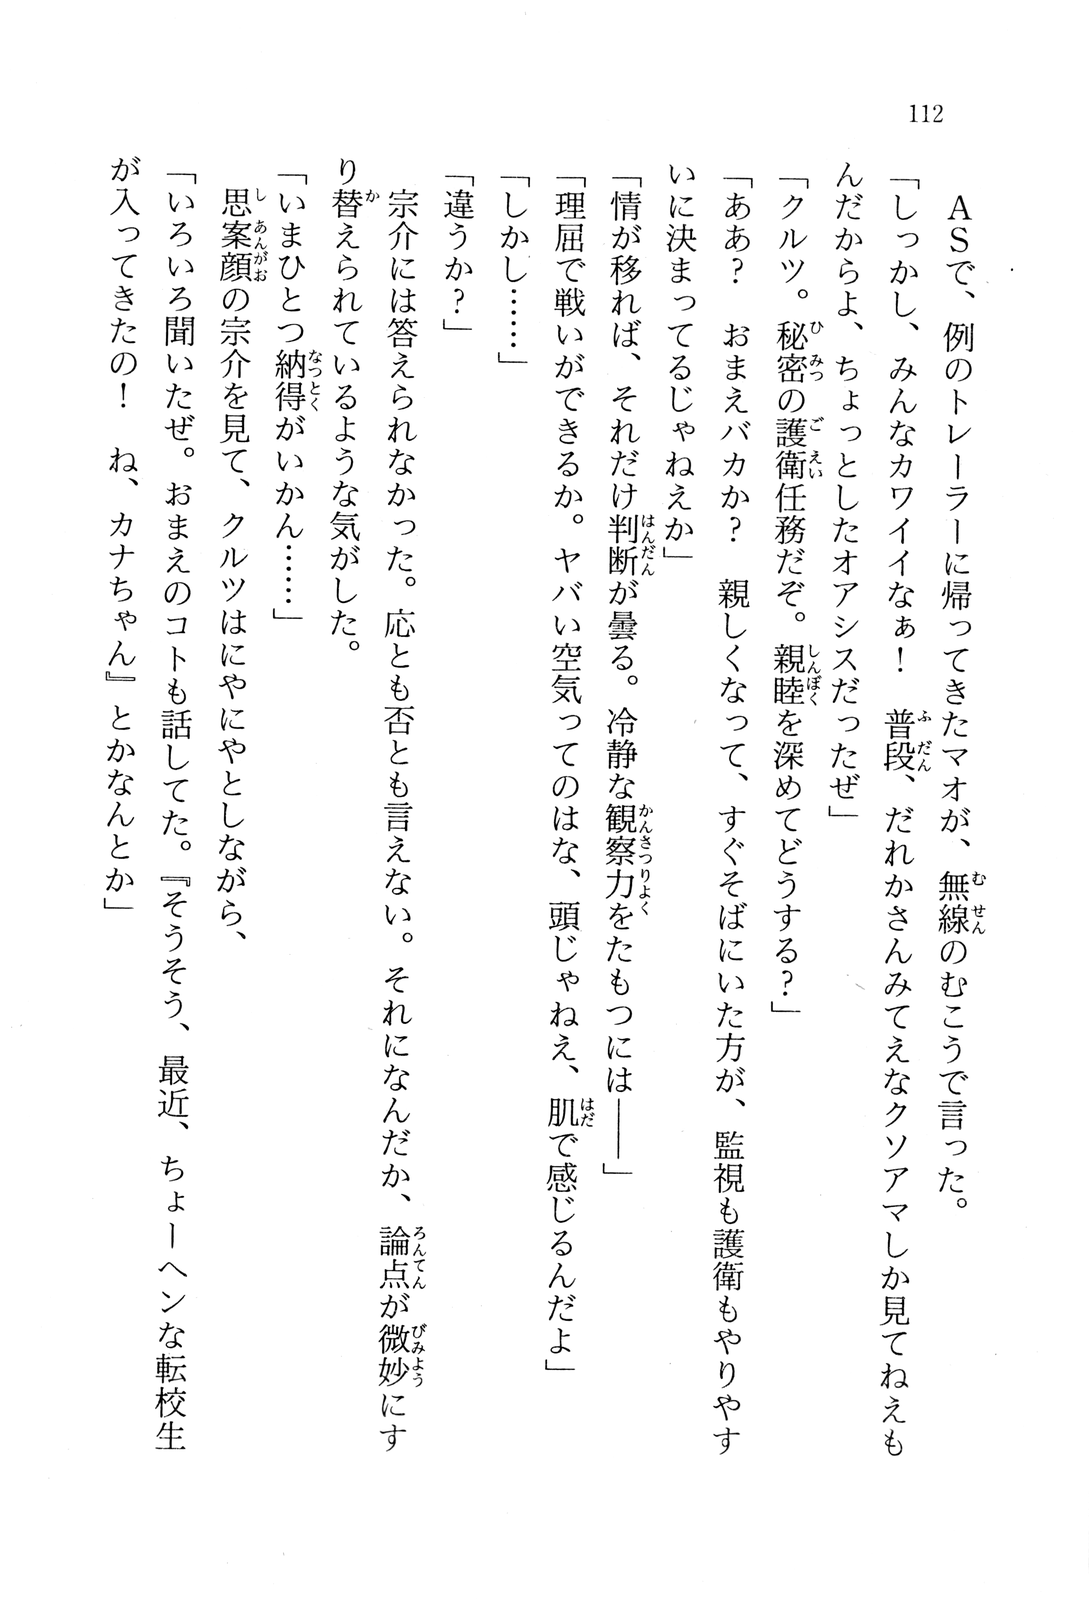 112
ASで、例のトレーラーに帰ってきたマオが、無線のむこうで言った。
「しっかし、みんなカワイイなぁ！　普段、だれかさんみてえなクソアマしか見てねえも
んだからよ、ちょっとしたオアシスだったぜ」
「クルツ。秘密の護衛任務だぞ。親睦を深めてどうする？」
「ああ？　おまえバカか？　親しくなって、すぐそばにいた方が、監視も護衛もやりやす
いに決まってるじゃねえか」
「情が移れば、それだけ判断が曇る。冷静な観察力をたもつには――」
「理屈で戦いができるか。ヤバい空気ってのはな、頭じゃねえ、肌で感じるんだよ」
「しかし……」
「違うか？」
宗介には答えられなかった。応とも否とも言えない。それになんだか、論点が微妙にす
り替えられているような気がした。
「いまひとつ納得がいかん……」
思案顔の宗介を見て、クルツはにやにやとしながら、
「いろいろ聞いたぜ。おまえのコトも話してた。『そうそう、最近、ちょーヘンな転校生
が入ってきたの！　ね、カナちゃん』とかなんとか」